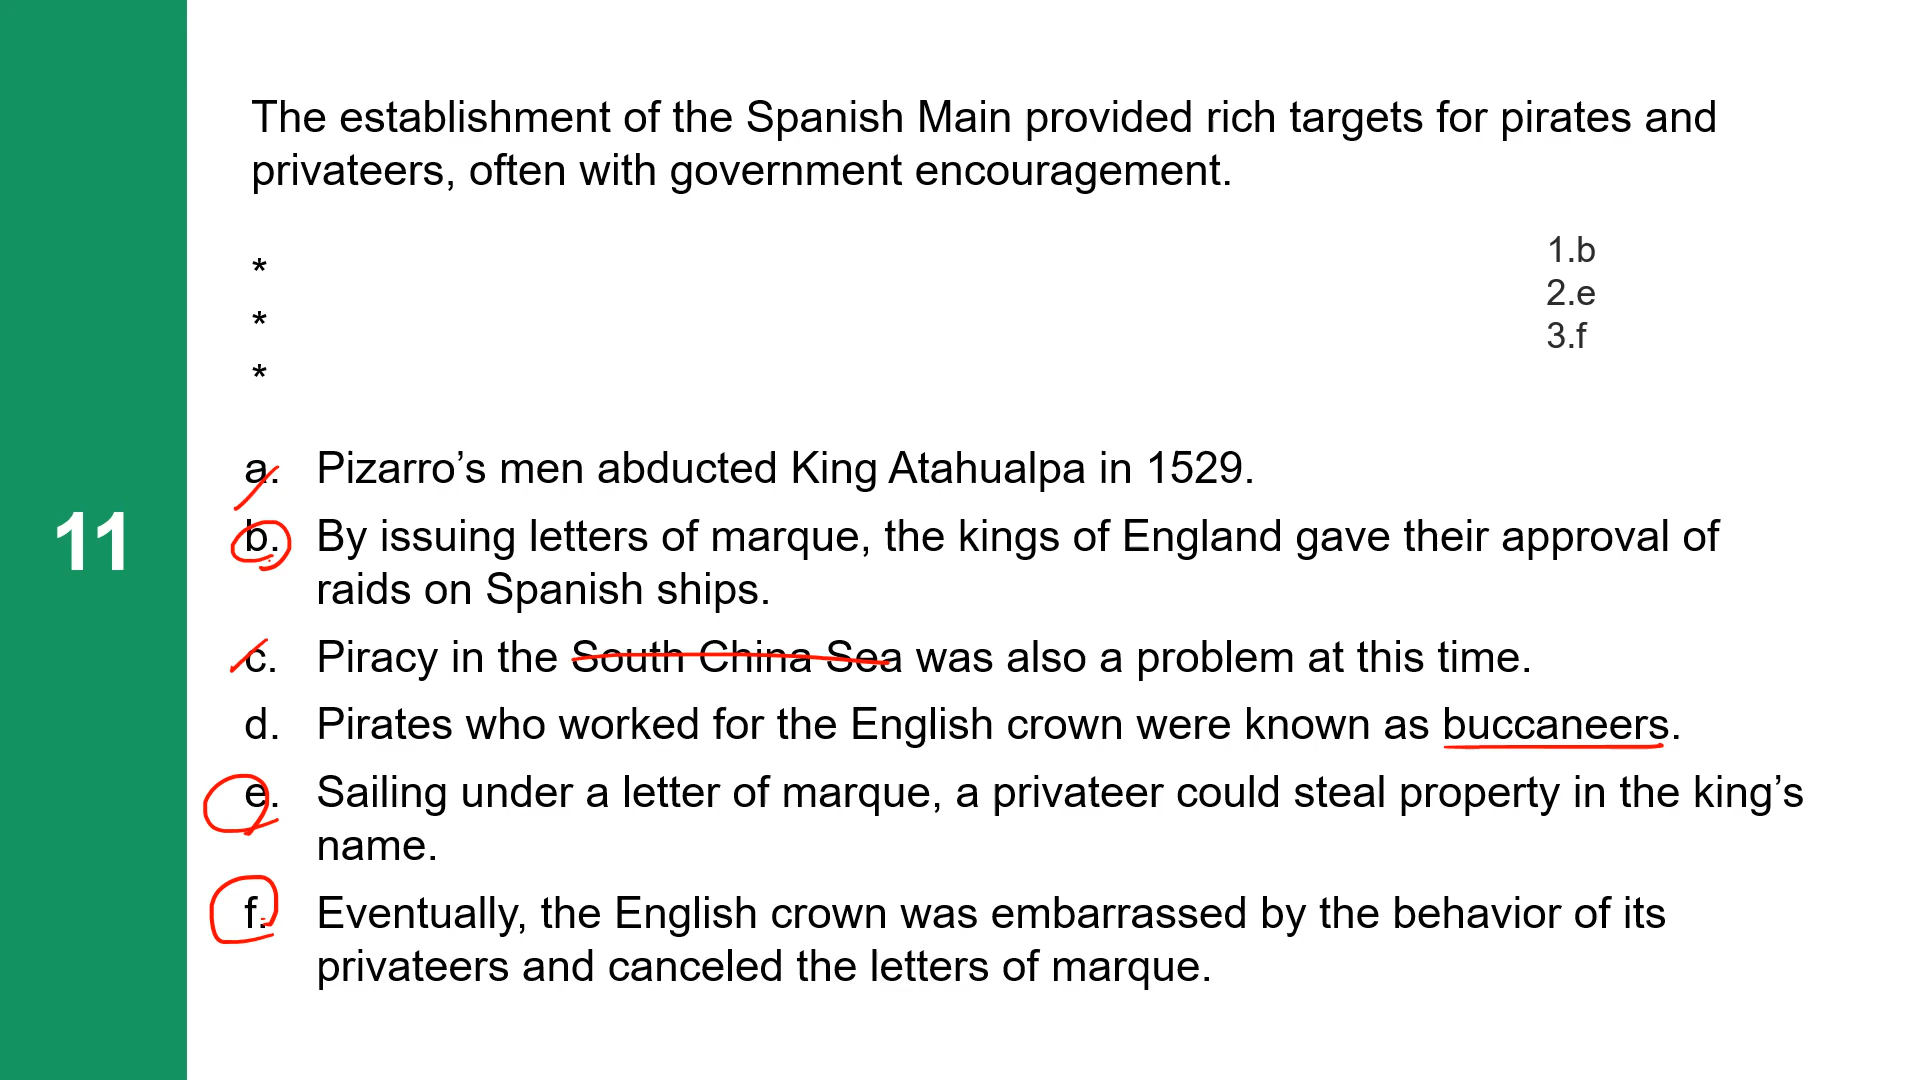 The establishment of the Spanish Main provided rich targets for pirates and
privateers, often with government encouragement.
*
*
*
1.b
2.e
3.f
a. Pizarro’s men abducted King Atahualpa in 1529.
11
b. By issuing letters of marque, the kings of England gave their approval of
raids on Spanish ships.
c. Piracy in the South China Sea was also a problem at this time.
d. Pirates who worked for the English crown were known as buccaneers.
e. Sailing under a letter of marque, a privateer could steal property in the king’s
name.
f. Eventually, the English crown was embarrassed by the behavior of its
privateers and canceled the letters of marque.